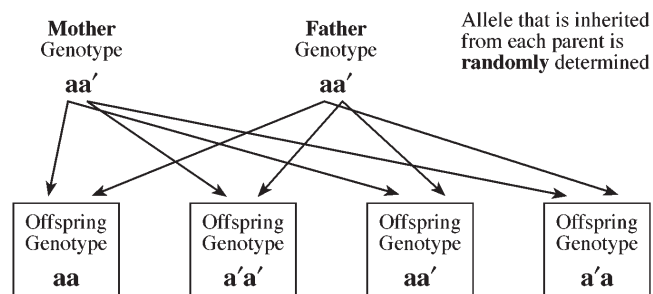 Mother
Genotype
aa′
Father
Genotype
aa′
Allele that is inherited
from each parent is
randomly determined
Offspring
Genotype
aa
Offspring
Genotype
a′a′
Offspring
Genotype
aa′
Offspring
Genotype
a′a